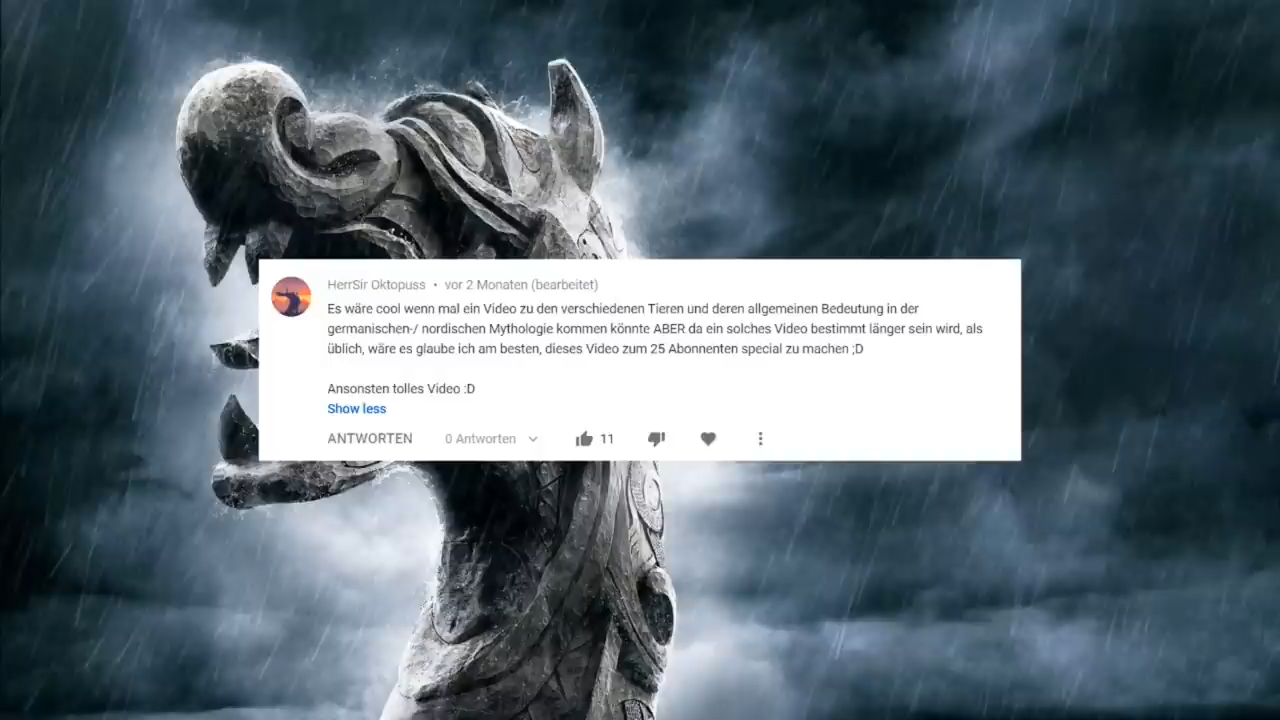 HerrSir Oktopuss • vor 2 Monaten (bearbeitet)
Es wäre cool wenn mal ein Video zu den verschiedenen Tieren und deren allgemeinen Bedeutung in der
germanischen-/ nordischen Mythologie kommen könnte ABER da ein solches Video bestimmt länger sein wird, als
üblich, wäre es glaube ich am besten, dieses Video zum 25 Abonnenten special zu machen ;D
Ansonsten tolles Video :D
Show less
ANTWORTEN 0 Antworten 11